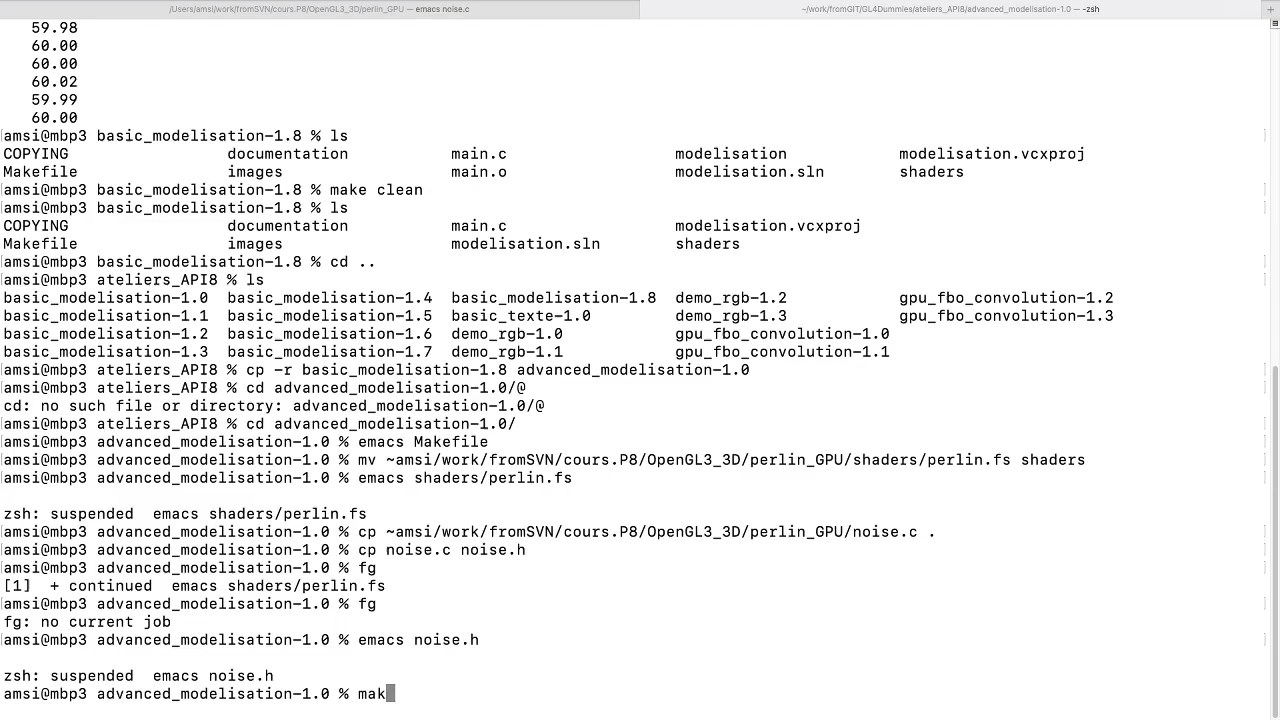 /Users/amsi/work/fromSVN/cours.P8/OpenGL3_3D/perlin_GPU — emacs noise.c
~/work/fromGIT/GL4Dummies/ateliers_API8/advanced_modelisation-1.0 — -zsh
59.98
60.00
60.00
60.02
59.99
60.00
amsi@mbp3 basic_modelisation-1.8 % ls
COPYING documentation main.c modelisation modelisation.vcxproj
Makefile images main.o modelisation.sln shaders
amsi@mbp3 basic_modelisation-1.8 % make clean
amsi@mbp3 basic_modelisation-1.8 % ls
COPYING documentation main.c modelisation.vcxproj
Makefile images modelisation.sln shaders
amsi@mbp3 basic_modelisation-1.8 % cd ..
amsi@mbp3 ateliers_API8 % ls
basic_modelisation-1.0 basic_modelisation-1.4 basic_modelisation-1.8 demo_rgb-1.2 gpu_fbo_convolution-1.2
basic_modelisation-1.1 basic_modelisation-1.5 basic_texte-1.0 demo_rgb-1.3 gpu_fbo_convolution-1.3
basic_modelisation-1.2 basic_modelisation-1.6 demo_rgb-1.0 gpu_fbo_convolution-1.0
basic_modelisation-1.3 basic_modelisation-1.7 demo_rgb-1.1 gpu_fbo_convolution-1.1
amsi@mbp3 ateliers_API8 % cp -r basic_modelisation-1.8 advanced_modelisation-1.0
amsi@mbp3 ateliers_API8 % cd advanced_modelisation-1.0/@
cd: no such file or directory: advanced_modelisation-1.0/@
amsi@mbp3 ateliers_API8 % cd advanced_modelisation-1.0/
amsi@mbp3 advanced_modelisation-1.0 % emacs Makefile
amsi@mbp3 advanced_modelisation-1.0 % mv ~amsi/work/fromSVN/cours.P8/OpenGL3_3D/perlin_GPU/shaders/perlin.fs shaders
amsi@mbp3 advanced_modelisation-1.0 % emacs shaders/perlin.fs
zsh: suspended  emacs shaders/perlin.fs
amsi@mbp3 advanced_modelisation-1.0 % cp ~amsi/work/fromSVN/cours.P8/OpenGL3_3D/perlin_GPU/noise.c .
amsi@mbp3 advanced_modelisation-1.0 % cp noise.c noise.h
amsi@mbp3 advanced_modelisation-1.0 % fg
[1]  + continued  emacs shaders/perlin.fs
amsi@mbp3 advanced_modelisation-1.0 % fg
fg: no current job
amsi@mbp3 advanced_modelisation-1.0 % emacs noise.h
zsh: suspended  emacs noise.h
amsi@mbp3 advanced_modelisation-1.0 % mak